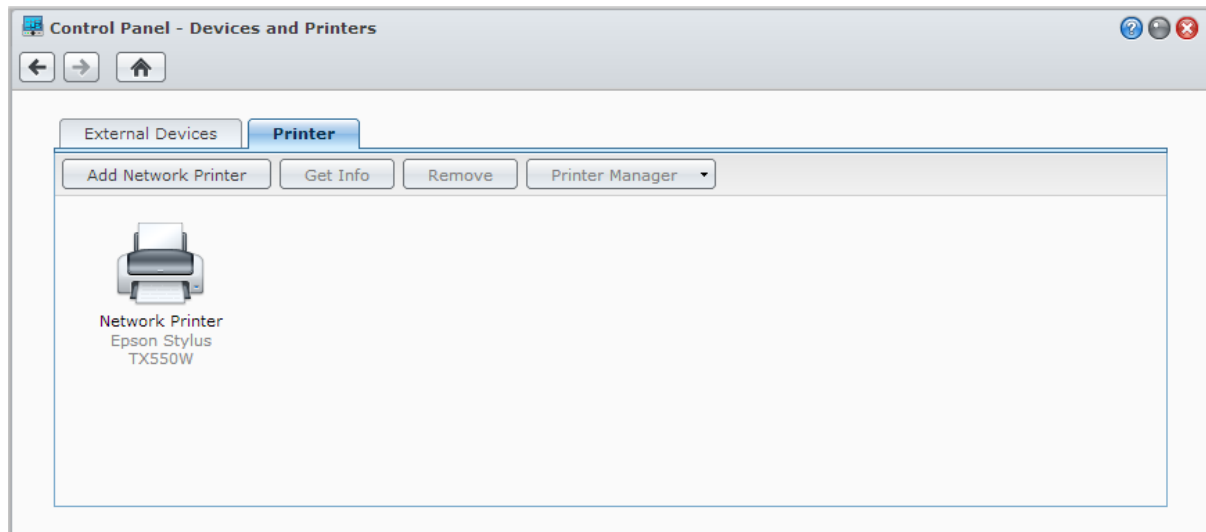 Control Panel - Devices and Printers
External Devices
Printer
Add Network Printer
Get Info
Remove
Printer Manager
Network Printer
Epson Stylus
TX550W